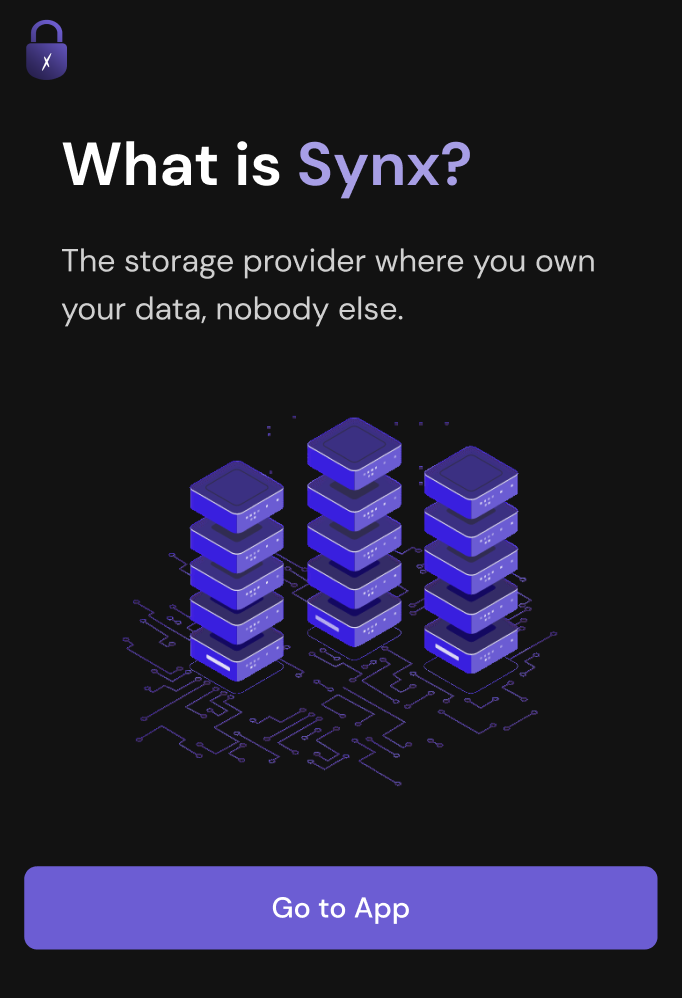 What is Synx?
The storage provider where you own
your data, nobody else.
Go to App